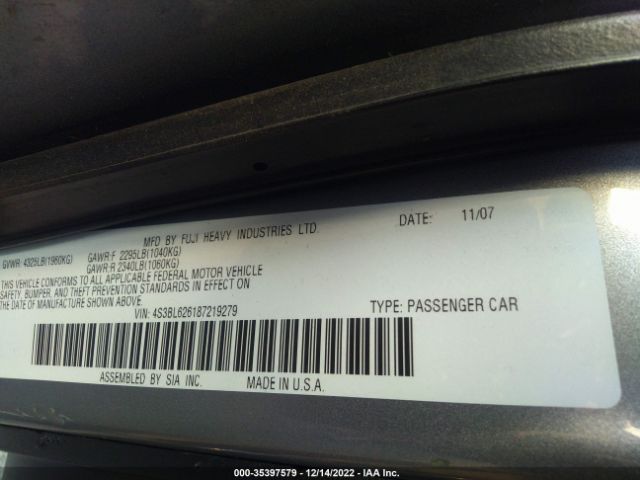 MFD BY FUJI HEAVY INDUSTRIES LTD. DATE: 11/07
GVWR: 4325LB(1960KG) GAWR:F 2295LB(1040KG)
GAWR:R 2340LB(1060KG)
THIS VEHICLE CONFORMS TO ALL APPLICABLE FEDERAL MOTOR VEHICLE
SAFETY, BUMPER, AND THEFT PREVENTION STANDARDS IN EFFECT ON
THE DATE OF MANUFACTURE SHOWN ABOVE.
VIN: 4S3BL626187219279 TYPE: PASSENGER CAR
ASSEMBLED BY SIA INC. MADE IN U.S.A.
000-35397579 - 12/14/2022 - IAA Inc.